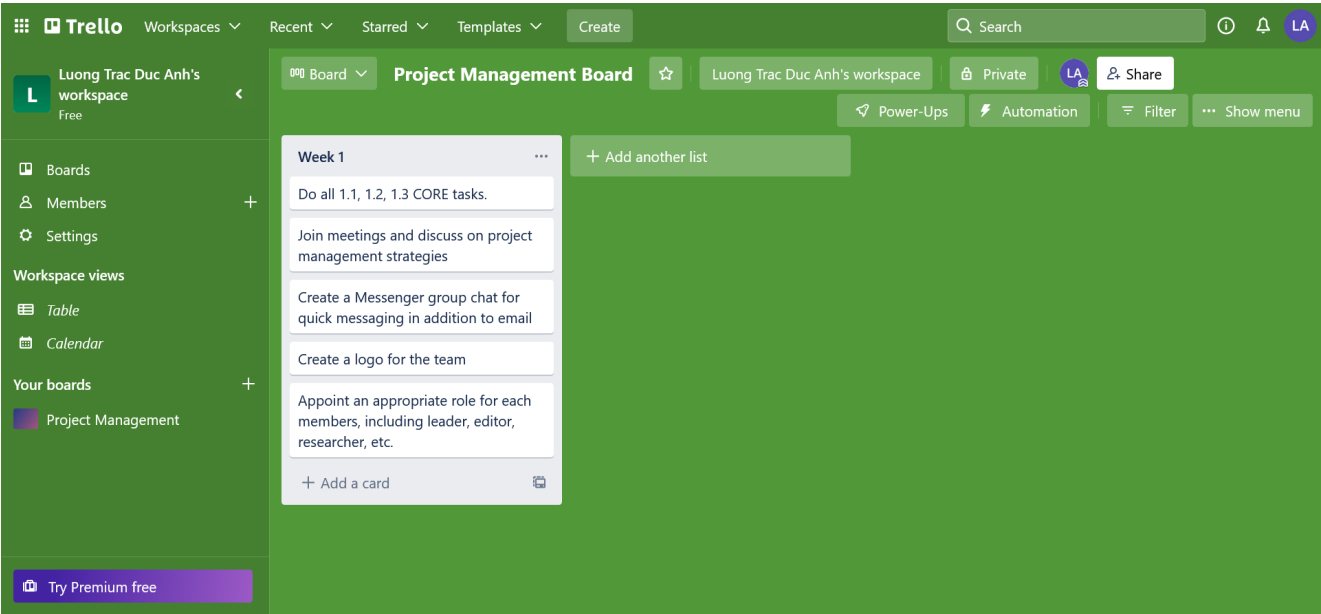 Trello
Workspaces
Recent
Starred
Templates
Create
Search
LA
L
Luong Trac Duc Anh's
workspace
Free
Boards
Members
Settings
Workspace views
Table
Calendar
Your boards
Project Management
Try Premium free
Board
Project Management Board
Luong Trac Duc Anh's workspace
Private
LA
Share
Power-Ups
Automation
Filter
Show menu
Week 1
Do all 1.1, 1.2, 1.3 CORE tasks.
Join meetings and discuss on project
management strategies
Create a Messenger group chat for
quick messaging in addition to email
Create a logo for the team
Appoint an appropriate role for each
members, including leader, editor,
researcher, etc.
+ Add a card
+ Add another list